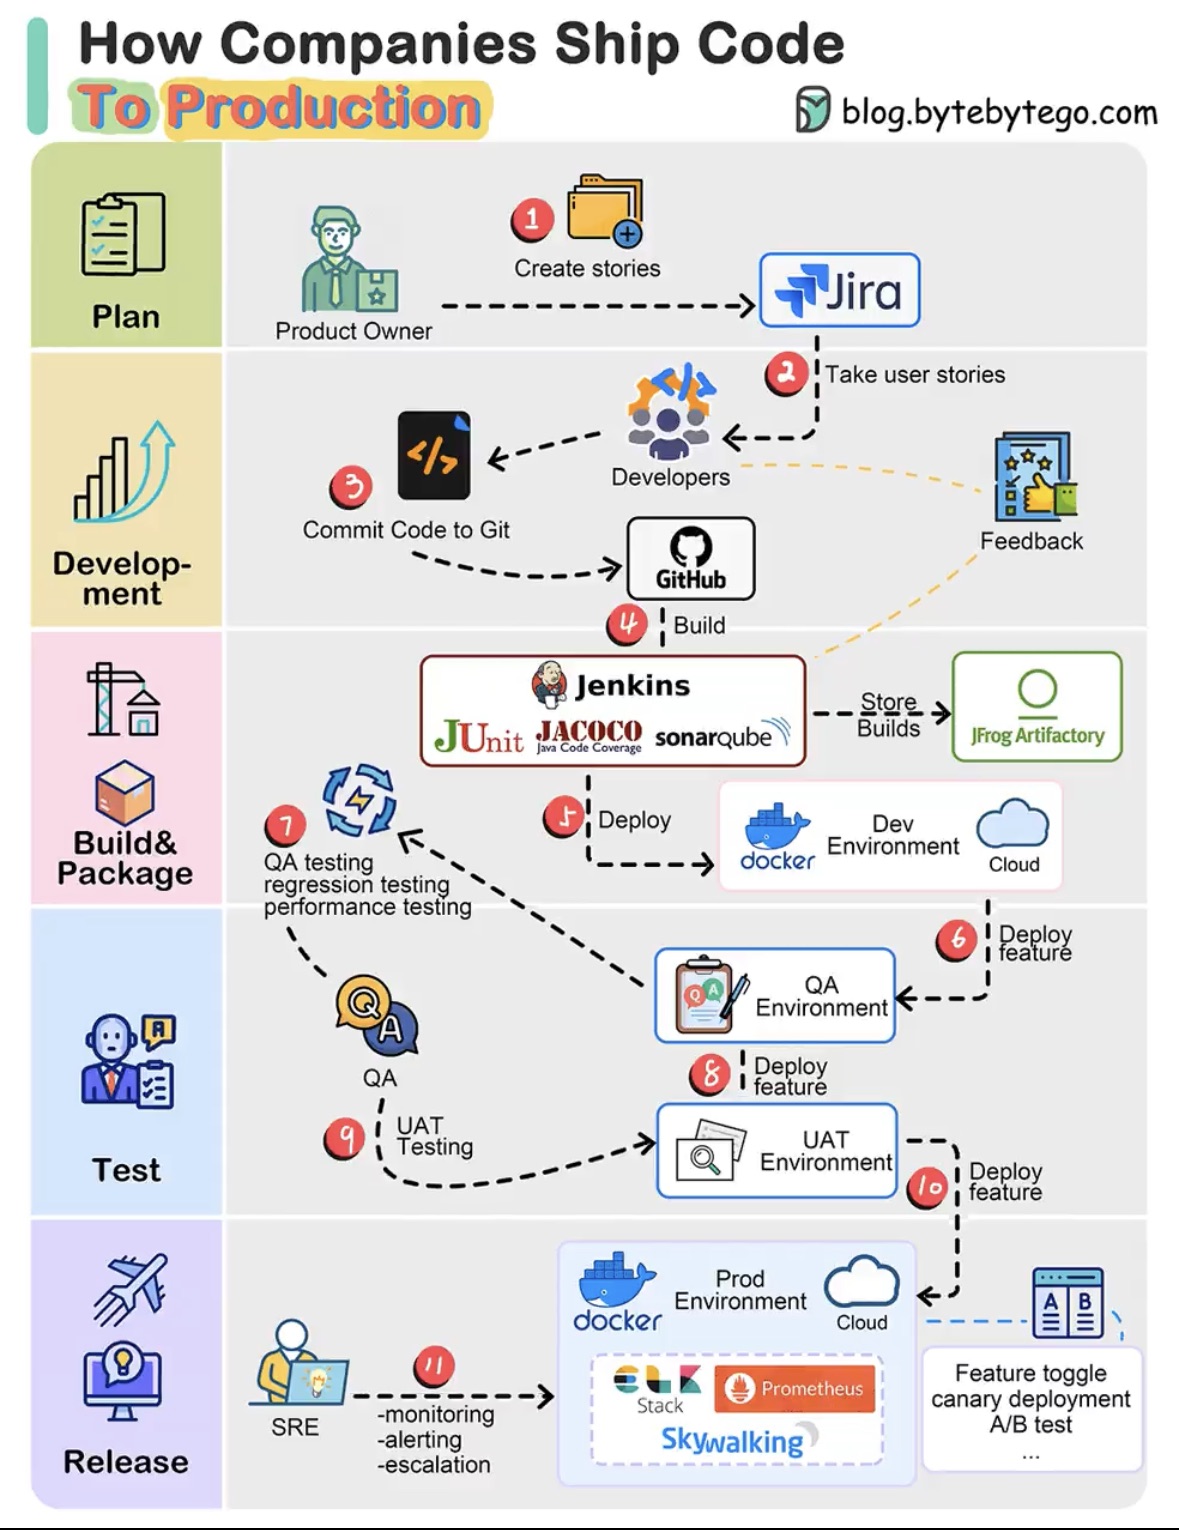 How Companies Ship Code
To Production
blog.bytebytego.com
Plan
Product Owner
1
Create stories
Jira
2
Take user stories
Develop-
ment
Developers
3
Commit Code to Git
GitHub
Feedback
4
Build
Build&
Package
Jenkins
JUnit
JACOCO
Java Code Coverage
sonarqube
Store
Builds
JFrog Artifactory
5
Deploy
docker
Dev
Environment
Cloud
7
QA testing
regression testing
performance testing
6
Deploy
feature
Test
A
Q A
QA
Environment
Q
A
QA
8
Deploy
feature
9
UAT
Testing
UAT
Environment
10
Deploy
feature
Release
docker
Prod
Environment
Cloud
A B
SRE
11
-monitoring
-alerting
-escalation
ELK
Stack
Prometheus
Skywalking
Feature toggle
canary deployment
A/B test
...